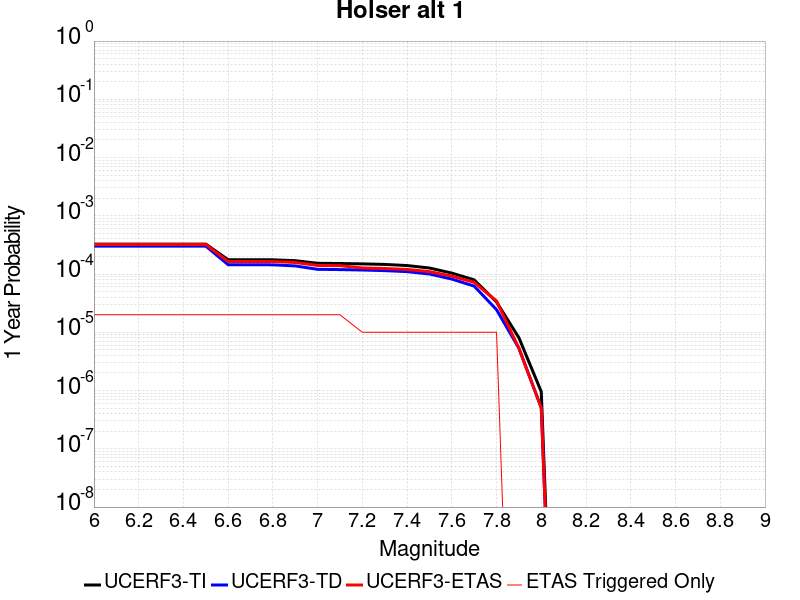 Holser alt 1
10 0
10 -1
10 -2
10 -3
10 -4
10 -5
10 -6
10 -7
10 -8
1 Year Probability
6 6.2 6.4 6.6 6.8 7 7.2 7.4 7.6 7.8 8 8.2 8.4 8.6 8.8 9
Magnitude
UCERF3-TI UCERF3-TD UCERF3-ETAS ETAS Triggered Only